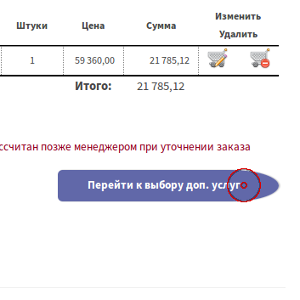 Изменить
Штуки Цена Сумма
Удалить
1 59 360,00 21 785,12
Итого: 21 785,12
позже менеджером при уточнении заказа
Перейти к выбору доп. услуг